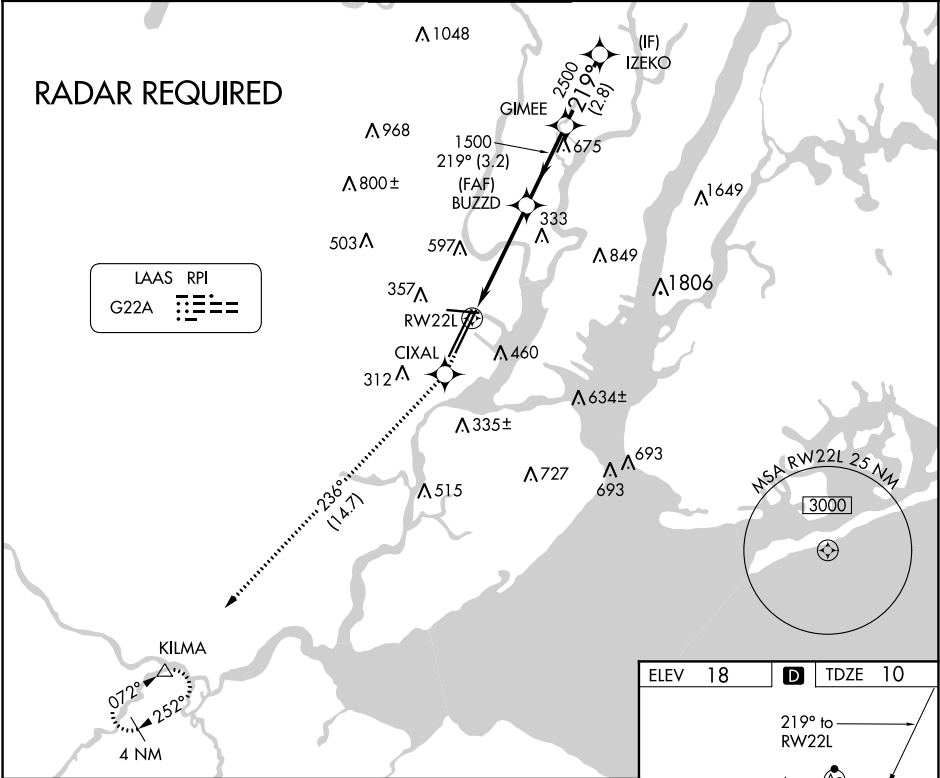 1048
(IF)
IZEKO
RADAR REQUIRED
2500
219°
(2.8)
GIMEE
968
1500
219° (3.2)
675
800±
(FAF)
BUZZD
1649
333
503
597
849
LAAS RPI
G22A
357
1806
RW22L
CIXAL
460
312
634±
335±
693
693
727
515
MSA RW22L 25 NM
3000
236°
(14.7)
KILMA
072°
252°
4 NM
ELEV 18
D
TDZE 10
219° to
RW22L